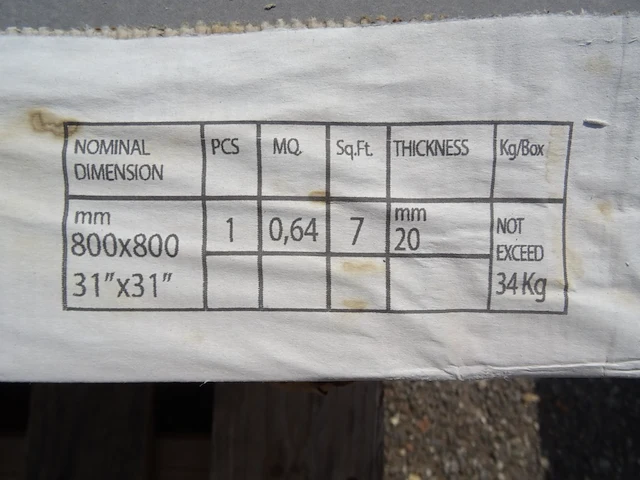 NOMINAL DIMENSION PCS MQ. Sq.Ft. THICKNESS Kg/Box
mm
800x800
31”x31”
1
0,64
7
mm
20
NOT
EXCEED
34 Kg